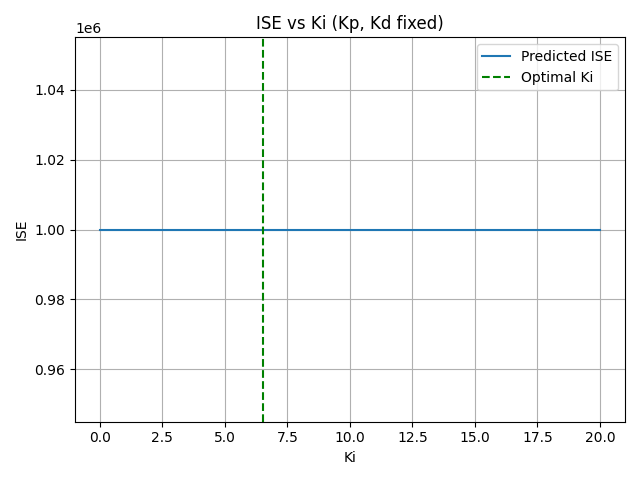 ISE vs Ki (Kp, Kd fixed)
1e6
Predicted ISE
Optimal Ki
1.04
1.02
1.00
0.98
0.96
ISE
0.0 2.5 5.0 7.5 10.0 12.5 15.0 17.5 20.0
Ki